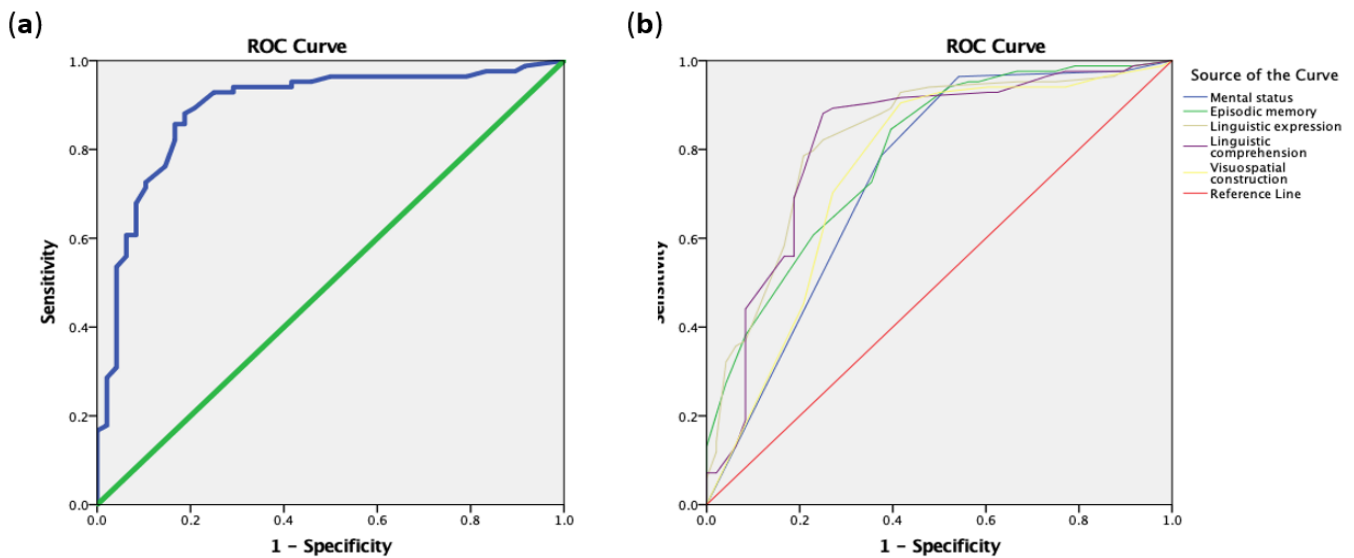 (a)
ROC Curve
1.0
0.8
0.6
0.4
0.2
0.0
Sensitivity
0.0
0.2
0.4
0.6
0.8
1.0
1 – Specificity
(b)
ROC Curve
1.0
0.8
0.6
0.4
0.2
0.0
Sensitivity
0.0
0.2
0.4
0.6
0.8
1.0
1 – Specificity
Source of the Curve
Mental status
Episodic memory
Linguistic expression
Linguistic
comprehension
Visuospatial
construction
Reference Line